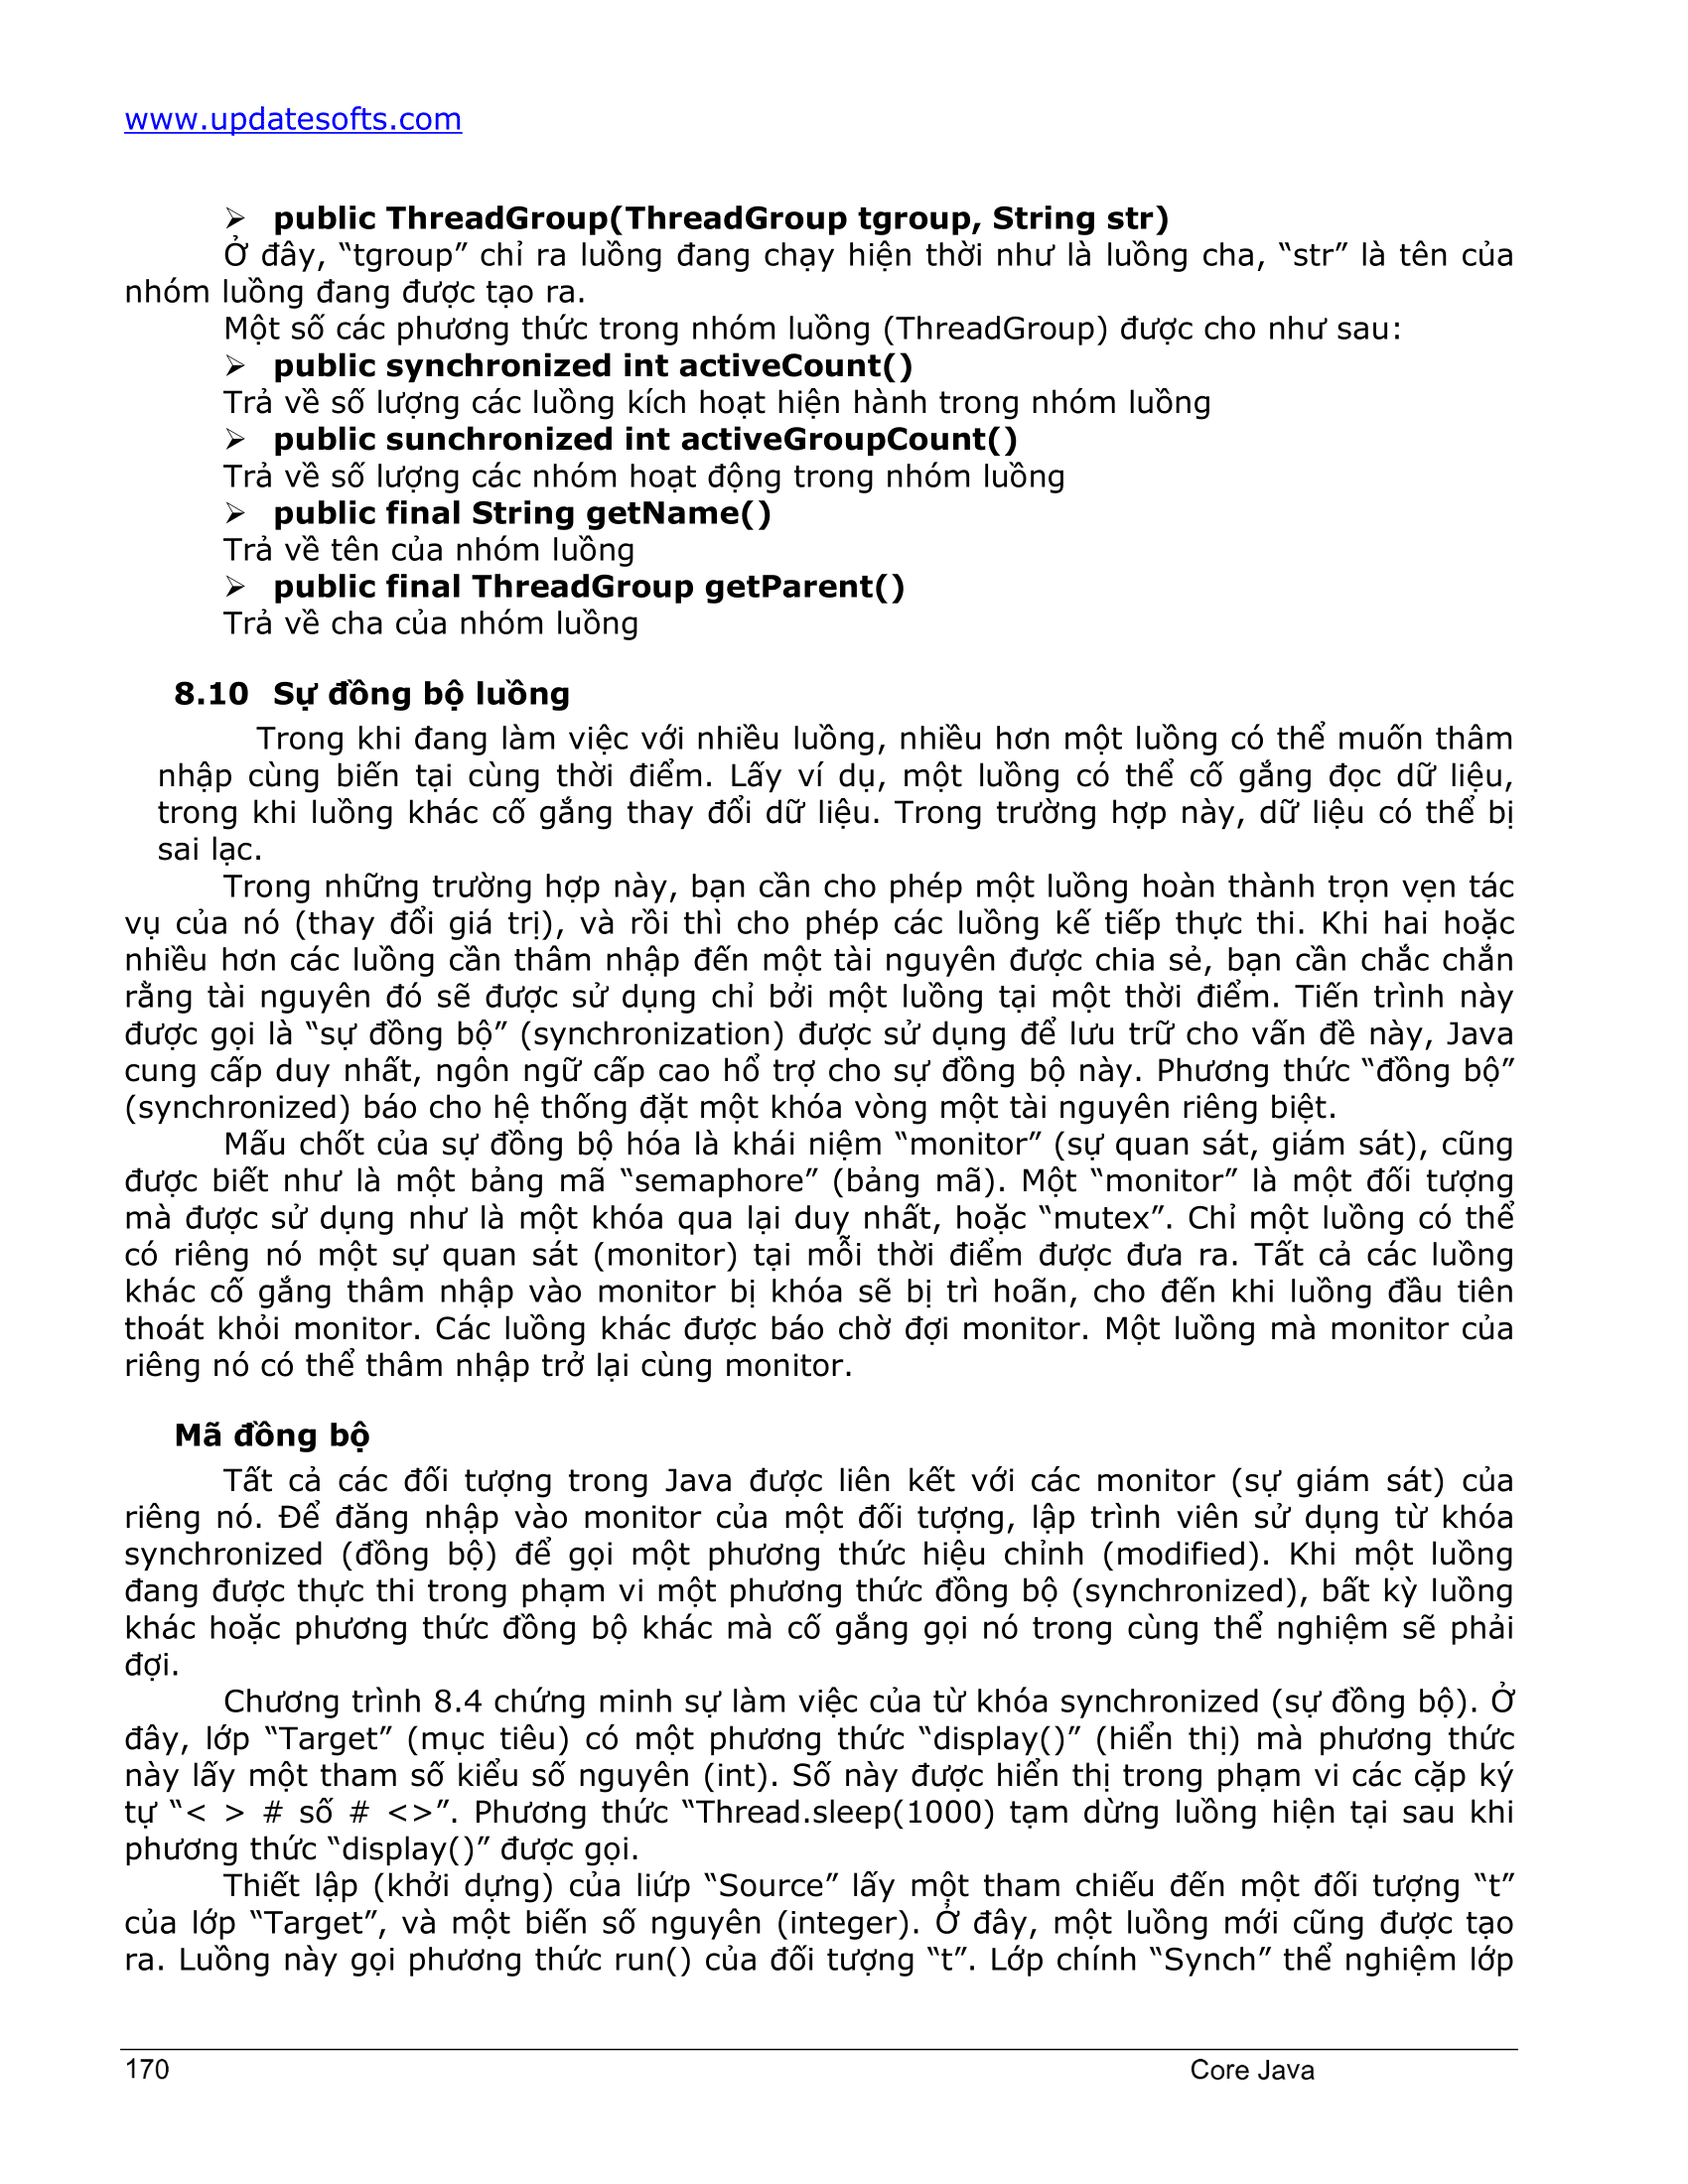 www.updatesofts.com
➢ public ThreadGroup(ThreadGroup tgroup, String str)
Ở đây, “tgroup” chỉ ra luồng đang chạy hiện thời như là luồng cha, “str” là tên của
nhóm luồng đang được tạo ra.
Một số các phương thức trong nhóm luồng (ThreadGroup) được cho như sau:
➢ public synchronized int activeCount()
Trả về số lượng các luồng kích hoạt hiện hành trong nhóm luồng
➢ public sunchronized int activeGroupCount()
Trả về số lượng các nhóm hoạt động trong nhóm luồng
➢ public final String getName()
Trả về tên của nhóm luồng
➢ public final ThreadGroup getParent()
Trả về cha của nhóm luồng
8.10 Sự đồng bộ luồng
Trong khi đang làm việc với nhiều luồng, nhiều hơn một luồng có thể muốn thâm
nhập cùng biến tại cùng thời điểm. Lấy ví dụ, một luồng có thể cố gắng đọc dữ liệu,
trong khi luồng khác cố gắng thay đổi dữ liệu. Trong trường hợp này, dữ liệu có thể bị
sai lạc.
Trong những trường hợp này, bạn cần cho phép một luồng hoàn thành trọn vẹn tác
vụ của nó (thay đổi giá trị), và rồi thì cho phép các luồng kế tiếp thực thi. Khi hai hoặc
nhiều hơn các luồng cần thâm nhập đến một tài nguyên được chia sẻ, bạn cần chắc chắn
rằng tài nguyên đó sẽ được sử dụng chỉ bởi một luồng tại một thời điểm. Tiến trình này
được gọi là “sự đồng bộ” (synchronization) được sử dụng để lưu trữ cho vấn đề này, Java
cung cấp duy nhất, ngôn ngữ cấp cao hổ trợ cho sự đồng bộ này. Phương thức “đồng bộ”
(synchronized) báo cho hệ thống đặt một khóa vòng một tài nguyên riêng biệt.
Mấu chốt của sự đồng bộ hóa là khái niệm “monitor” (sự quan sát, giám sát), cũng
được biết như là một bảng mã “semaphore” (bảng mã). Một “monitor” là một đối tượng
mà được sử dụng như là một khóa qua lại duy nhất, hoặc “mutex”. Chỉ một luồng có thể
có riêng nó một sự quan sát (monitor) tại mỗi thời điểm được đưa ra. Tất cả các luồng
khác cố gắng thâm nhập vào monitor bị khóa sẽ bị trì hoãn, cho đến khi luồng đầu tiên
thoát khỏi monitor. Các luồng khác được báo chờ đợi monitor. Một luồng mà monitor của
riêng nó có thể thâm nhập trở lại cùng monitor.
Mã đồng bộ
Tất cả các đối tượng trong Java được liên kết với các monitor (sự giám sát) của
riêng nó. Để đăng nhập vào monitor của một đối tượng, lập trình viên sử dụng từ khóa
synchronized (đồng bộ) để gọi một phương thức hiệu chỉnh (modified). Khi một luồng
đang được thực thi trong phạm vi một phương thức đồng bộ (synchronized), bất kỳ luồng
khác hoặc phương thức đồng bộ khác mà cố gắng gọi nó trong cùng thể nghiệm sẽ phải
đợi.
Chương trình 8.4 chứng minh sự làm việc của từ khóa synchronized (sự đồng bộ). Ở
đây, lớp “Target” (mục tiêu) có một phương thức “display()” (hiển thị) mà phương thức
này lấy một tham số kiểu số nguyên (int). Số này được hiển thị trong phạm vi các cặp ký
tự “< > # số # <>”. Phương thức “Thread.sleep(1000) tạm dừng luồng hiện tại sau khi
phương thức “display()” được gọi.
Thiết lập (khởi dựng) của liứp “Source” lấy một tham chiếu đến một đối tượng “t”
của lớp “Target”, và một biến số nguyên (integer). Ở đây, một luồng mới cũng được tạo
ra. Luồng này gọi phương thức run() của đối tượng “t”. Lớp chính “Synch” thể nghiệm lớp
170 Core Java